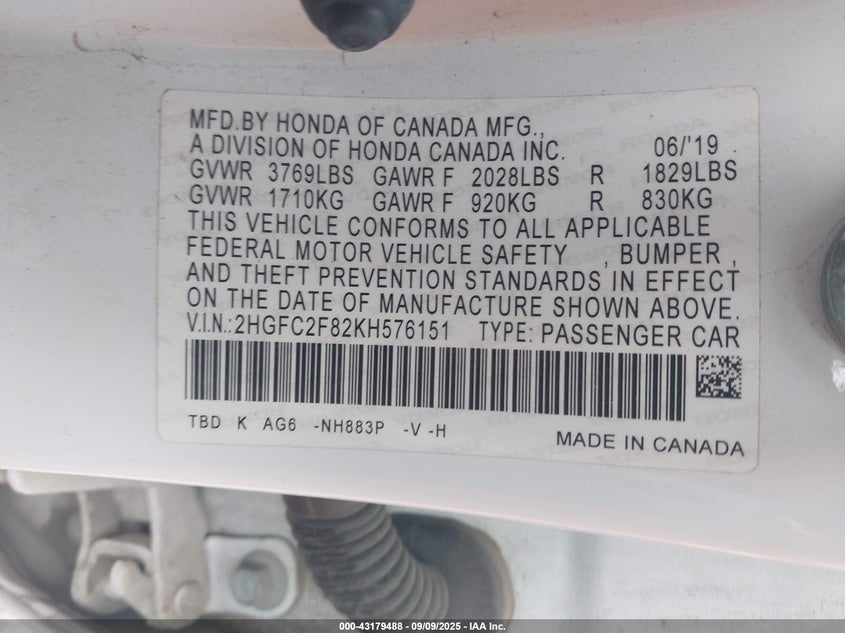 MFD.BY HONDA OF CANADA MFG.,
A DIVISION OF HONDA CANADA INC. 06/'19
GVWR 3769LBS GAWR F 2028LBS R 1829LBS
GVWR 1710KG GAWR F 920KG R 830KG
THIS VEHICLE CONFORMS TO ALL APPLICABLE
FEDERAL MOTOR VEHICLE SAFETY , BUMPER ,
AND THEFT PREVENTION STANDARDS IN EFFECT
ON THE DATE OF MANUFACTURE SHOWN ABOVE.
V.I.N.:2HGFC2F82KH576151 TYPE: PASSENGER CAR
TBD K AG6 -NH883P -V -H
MADE IN CANADA
000-43179488 - 09/09/2025 - IAA Inc.